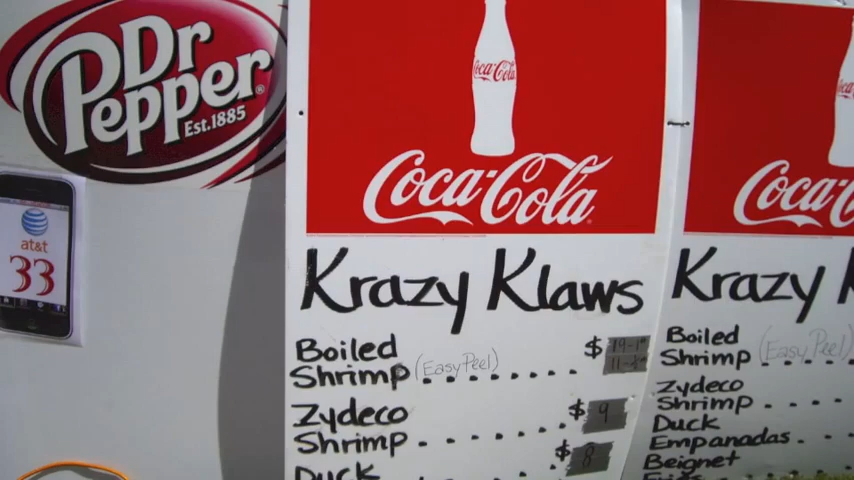 Dr
Pepper
Est.1885
at&t
33
Coca-Cola
Coca-Cola
Krazy Klaws
Boiled
Shrimp (Easy Peel) . . . . . . . . $
Zydeco
Shrimp . . . . . . . . $ 9
Duck $ 8
Krazy
Boiled
Shrimp (Easy Peel) . .
Zydeco
Shrimp . . . . .
Duck
Empanadas . . .
Beignet